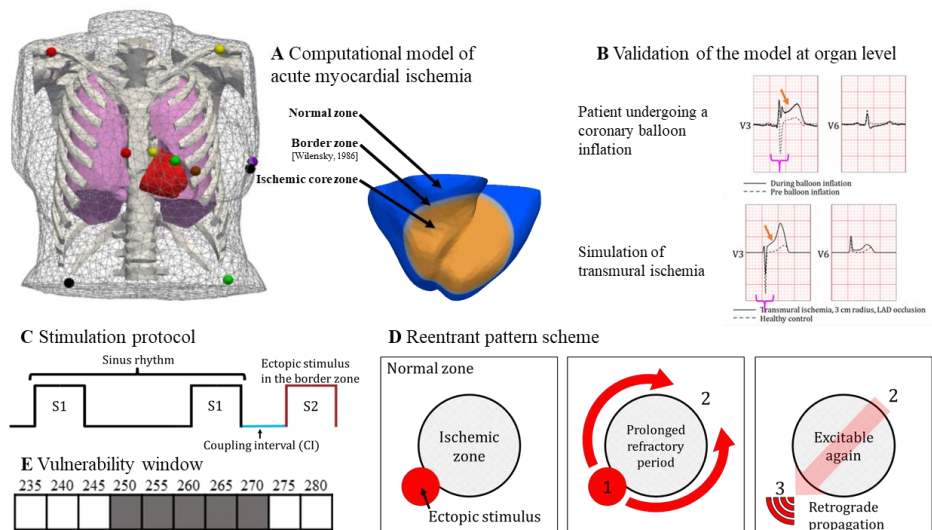 A Computational model of
acute myocardial ischemia
Normal zone
Border zone
[Wilensky, 1986]
Ischemic core zone
B Validation of the model at organ level
Patient undergoing a
coronary balloon
inflation
V3
V6
During balloon inflation
Pre balloon inflation
Simulation of
transmural ischemia
V3
V6
Transmural ischemia, 3 cm radius, LAD occlusion
Healthy control
C Stimulation protocol
Sinus rhythm
Ectopic stimulus
in the border zone
S1
S1
S2
Coupling interval (CI)
E Vulnerability window
235 240 245 250 255 260 265 270 275 280
D Reentrant pattern scheme
Normal zone
Ischemic
zone
Ectopic stimulus
2
Prolonged
refractory
period
1
2
Excitable
again
3
Retrograde
propagation